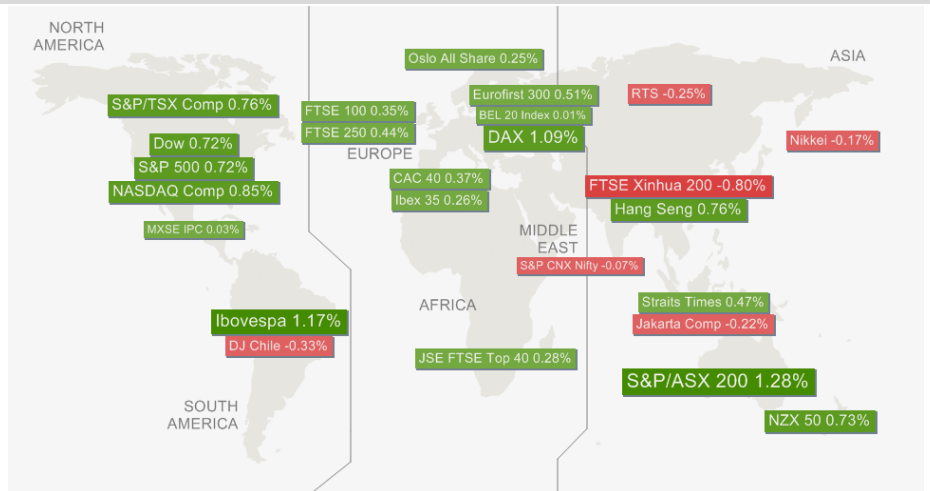 NORTH
AMERICA
S&P/TSX Comp 0.76%
Dow 0.72%
S&P 500 0.72%
NASDAQ Comp 0.85%
MXSE IPC 0.03%
Ibovespa 1.17%
DJ Chile -0.33%
SOUTH
AMERICA
Oslo All Share 0.25%
Eurofirst 300 0.51%
FTSE 100 0.35%
BEL 20 Index 0.01%
FTSE 250 0.44%
DAX 1.09%
EUROPE
CAC 40 0.37%
Ibex 35 0.26%
MIDDLE
EAST
S&P CNX Nifty -0.07%
AFRICA
JSE FTSE Top 40 0.28%
ASIA
RTS -0.25%
Nikkei -0.17%
FTSE Xinhua 200 -0.80%
Hang Seng 0.76%
Straits Times 0.47%
Jakarta Comp -0.22%
S&P/ASX 200 1.28%
NZX 50 0.73%